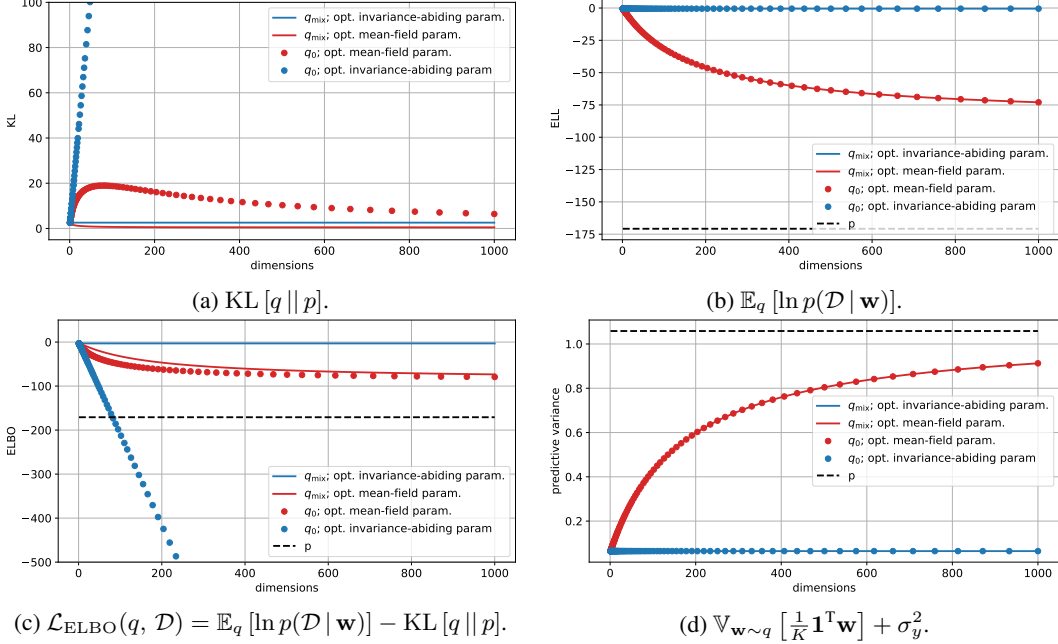 100
80
60
40
20
0
KL
0 200 400 600 800 1000
dimensions
q_mix; opt. invariance-abiding param.
q_mix; opt. mean-field param.
q_0; opt. mean-field param.
q_0; opt. invariance-abiding param
(a) KL [q || p].
0
−25
−50
−75
−100
−125
−150
−175
ELL
0 200 400 600 800 1000
dimensions
q_mix; opt. invariance-abiding param.
q_mix; opt. mean-field param.
q_0; opt. mean-field param.
q_0; opt. invariance-abiding param
p
(b) 𝔼_q [ln p(𝒟 | w)].
0
−100
−200
−300
−400
−500
ELBO
0 200 400 600 800 1000
dimensions
q_mix; opt. invariance-abiding param.
q_mix; opt. mean-field param.
q_0; opt. mean-field param.
q_0; opt. invariance-abiding param
p
(c) ℒ_ELBO(q, 𝒟) = 𝔼_q [ln p(𝒟 | w)] − KL [q || p].
1.0
0.8
0.6
0.4
0.2
predictive variance
0 200 400 600 800 1000
dimensions
q_mix; opt. invariance-abiding param.
q_mix; opt. mean-field param.
q_0; opt. mean-field param.
q_0; opt. invariance-abiding param
p
(d) 𝕍_{w∼q} [1/K 1^T w] + σ_y^2.